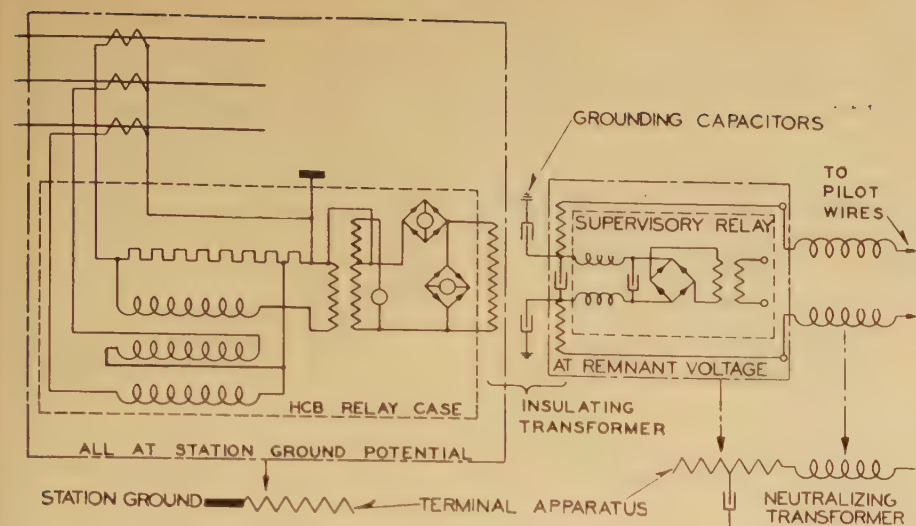 GROUNDING CAPACITORS
TO
PILOT
WIRES
SUPERVISORY RELAY
AT REMNANT VOLTAGE
HCB RELAY CASE
INSULATING
TRANSFORMER
ALL AT STATION GROUND POTENTIAL
STATION GROUND
TERMINAL APPARATUS
NEUTRALIZING
TRANSFORMER